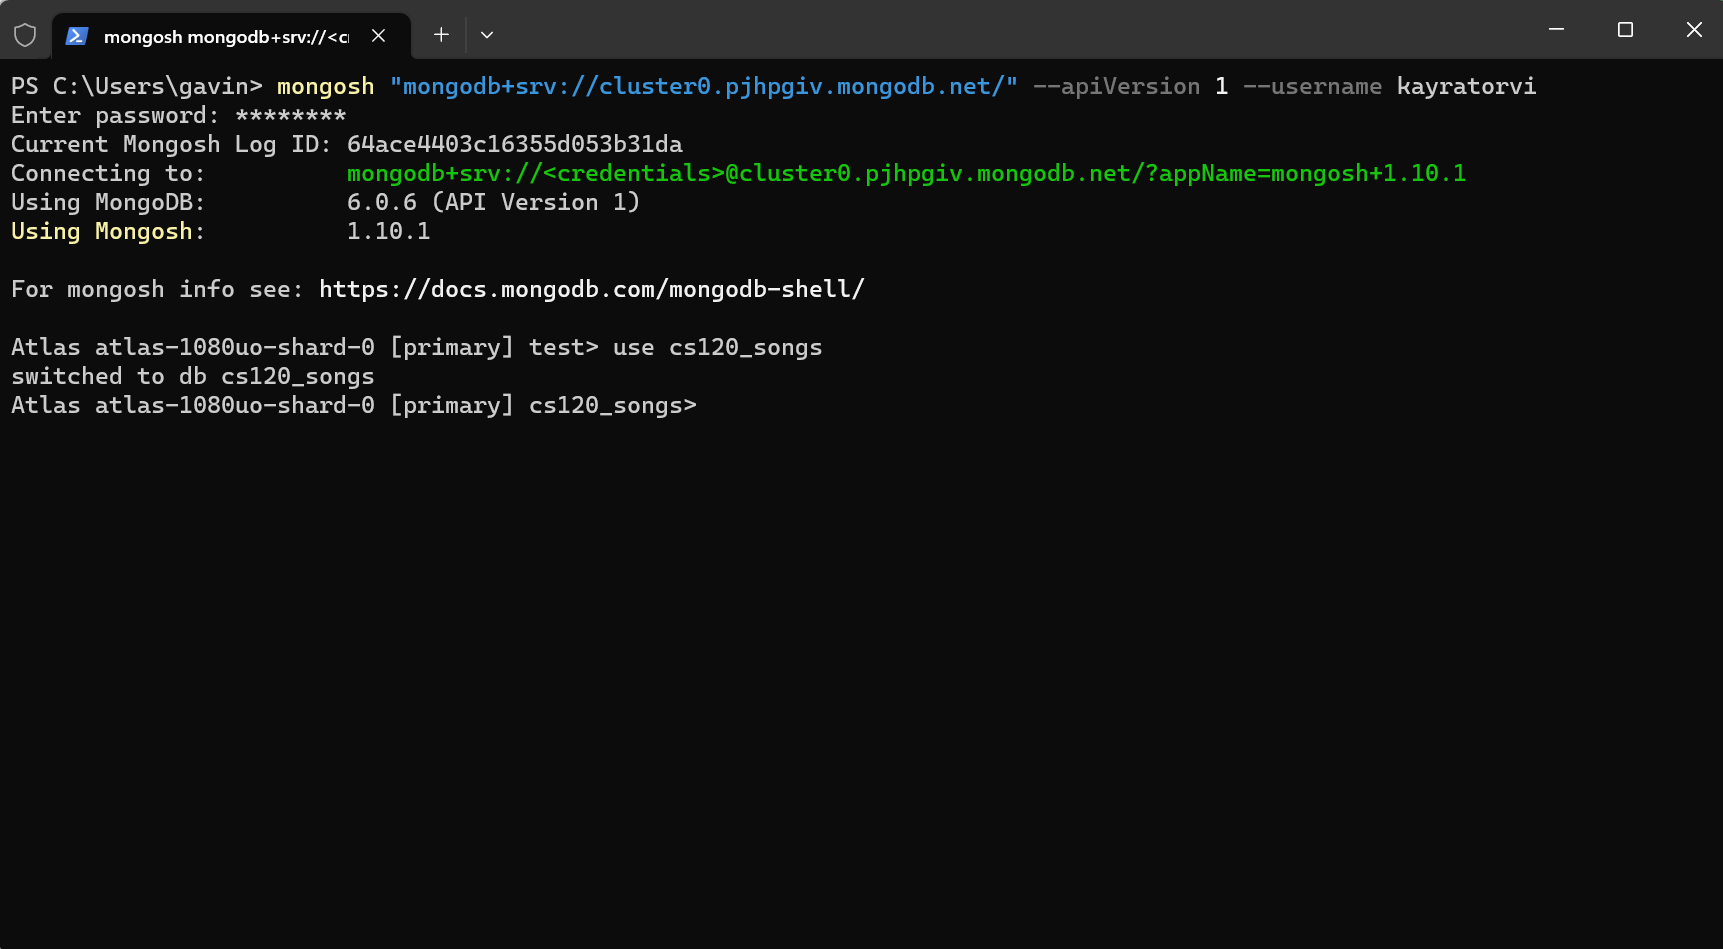 mongosh mongodb+srv://<c
PS C:\Users\gavin> mongosh "mongodb+srv://cluster0.pjhpgiv.mongodb.net/" --apiVersion 1 --username kayratorvi
Enter password: ********
Current Mongosh Log ID: 64ace4403c16355d053b31da
Connecting to: mongodb+srv://<credentials>@cluster0.pjhpgiv.mongodb.net/?appName=mongosh+1.10.1
Using MongoDB: 6.0.6 (API Version 1)
Using Mongosh: 1.10.1
For mongosh info see: https://docs.mongodb.com/mongodb-shell/
Atlas atlas-1080uo-shard-0 [primary] test> use cs120_songs
switched to db cs120_songs
Atlas atlas-1080uo-shard-0 [primary] cs120_songs>